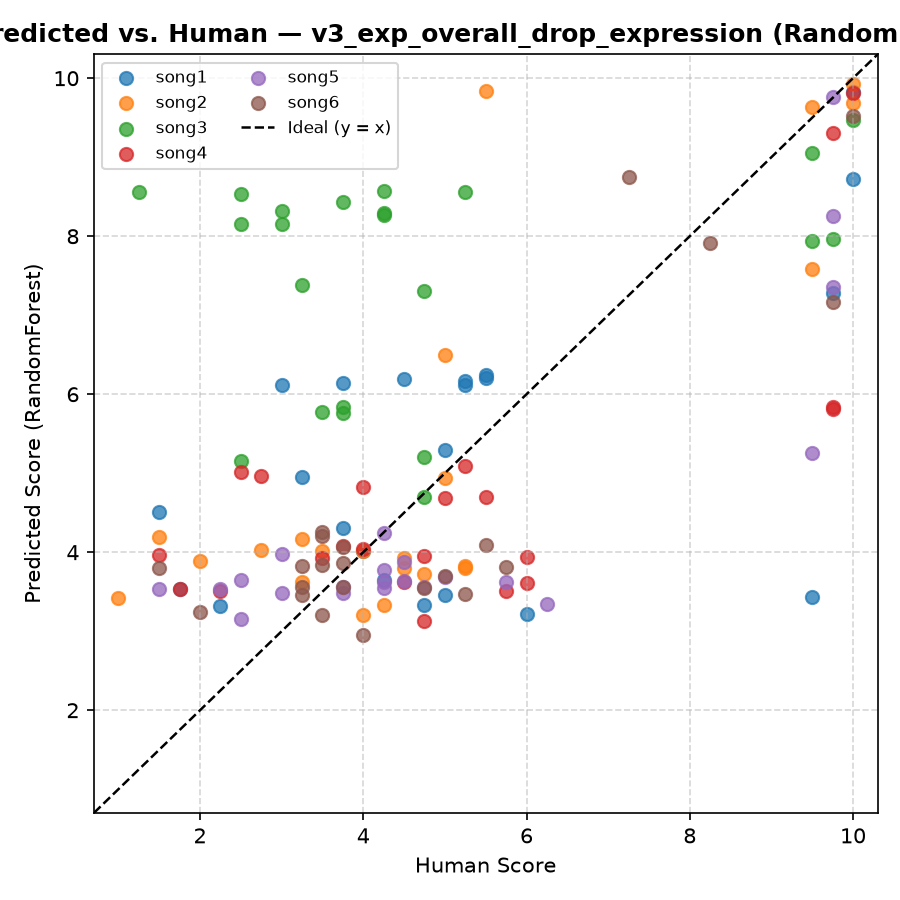 redicted vs. Human — v3_exp_overall_drop_expression (Random
song1
song2
song3
song4
song5
song6
Ideal (y = x)
10
8
6
4
2
Predicted Score (RandomForest)
2
4
6
8
10
Human Score